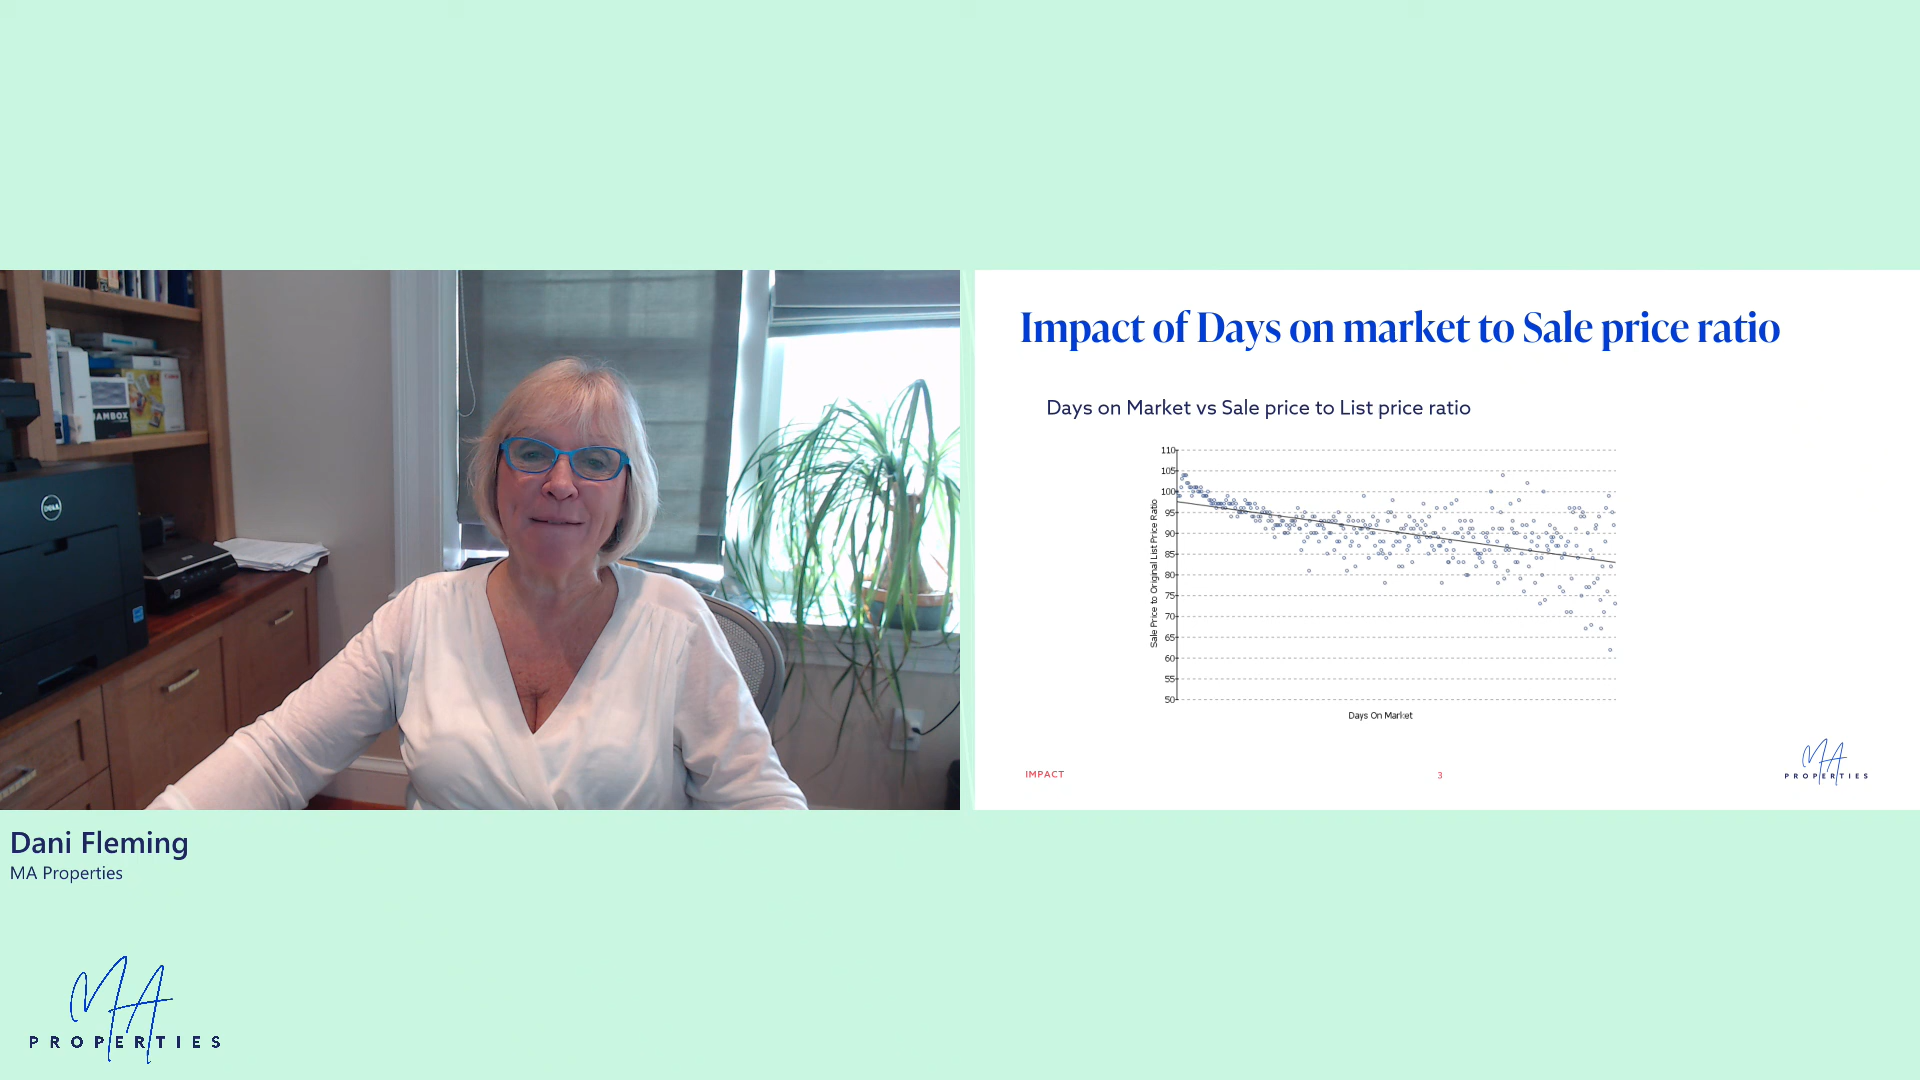 DELL
JAMBOX
Impact of Days on market to Sale price ratio
Days on Market vs Sale price to List price ratio
110
105
100
95
90
85
80
75
70
65
60
55
50
Sale Price to Original List Price Ratio
Days On Market
IMPACT
3
MA
PROPERTIES
Dani Fleming
MA Properties
MA
PROPERTIES